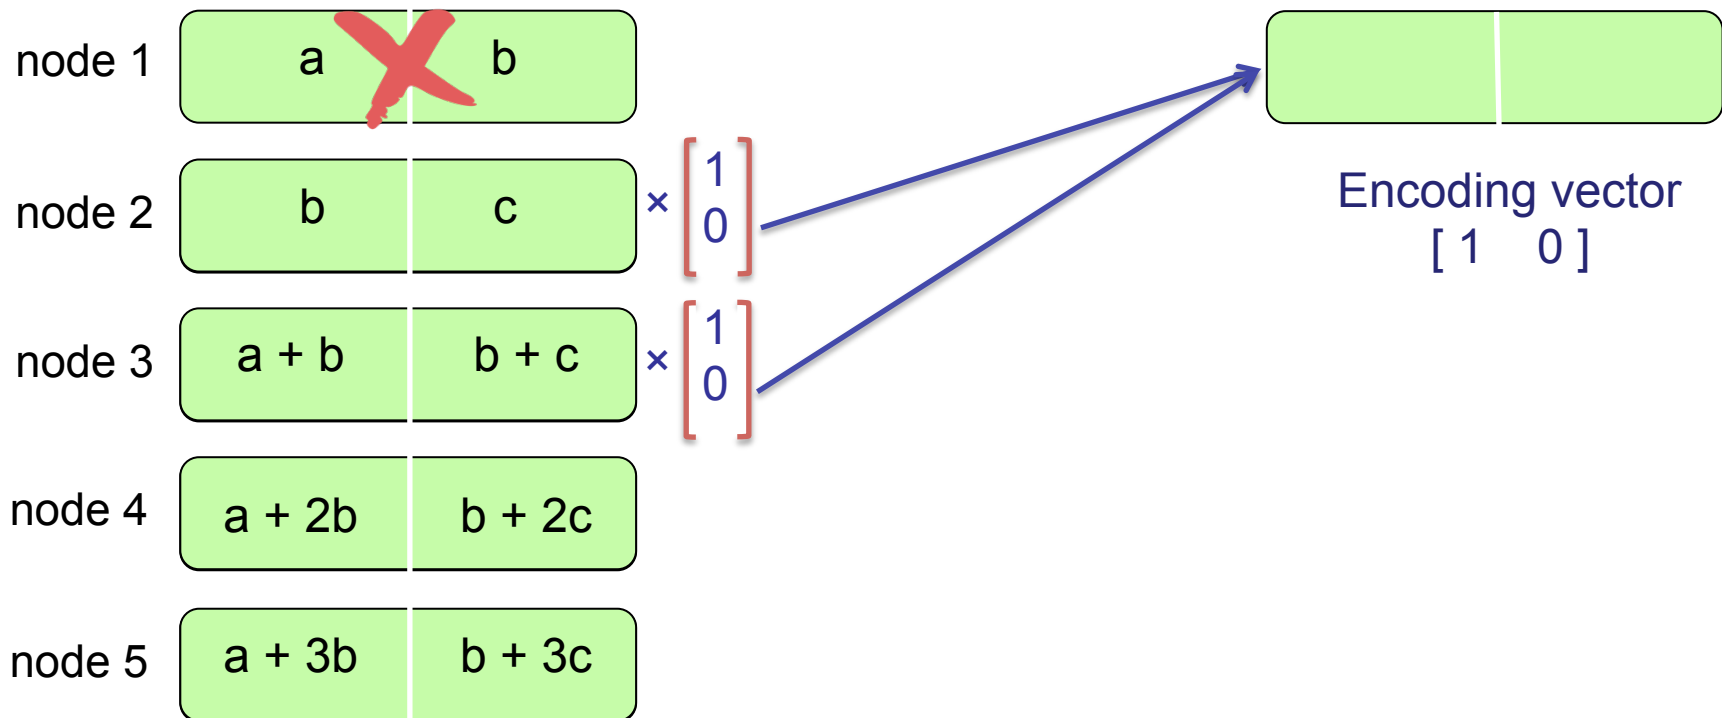 node 1 a b
node 2 b c × [ 1 0 ]
Encoding vector
[ 1 0 ]
node 3 a + b b + c × [ 1 0 ]
node 4 a + 2b b + 2c
node 5 a + 3b b + 3c